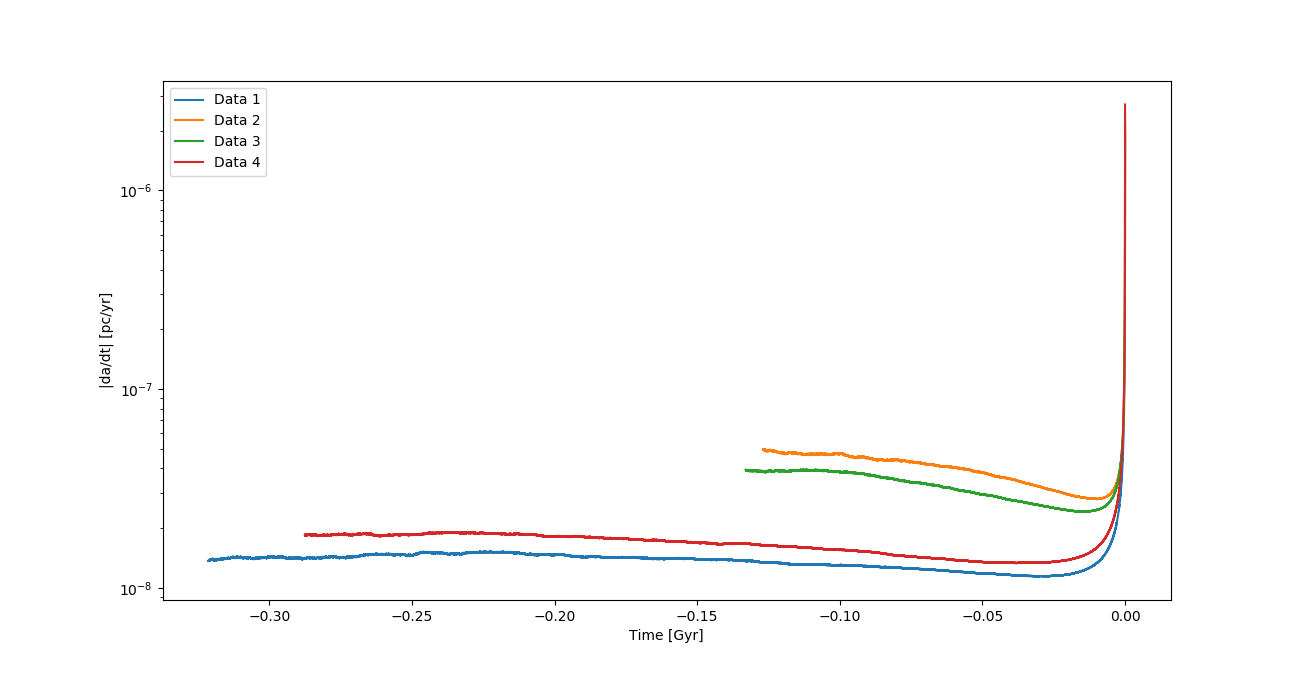 Data 1
Data 2
Data 3
Data 4
|da/dt| [pc/yr]
10⁻⁶
10⁻⁷
10⁻⁸
−0.30 −0.25 −0.20 −0.15 −0.10 −0.05 0.00
Time [Gyr]